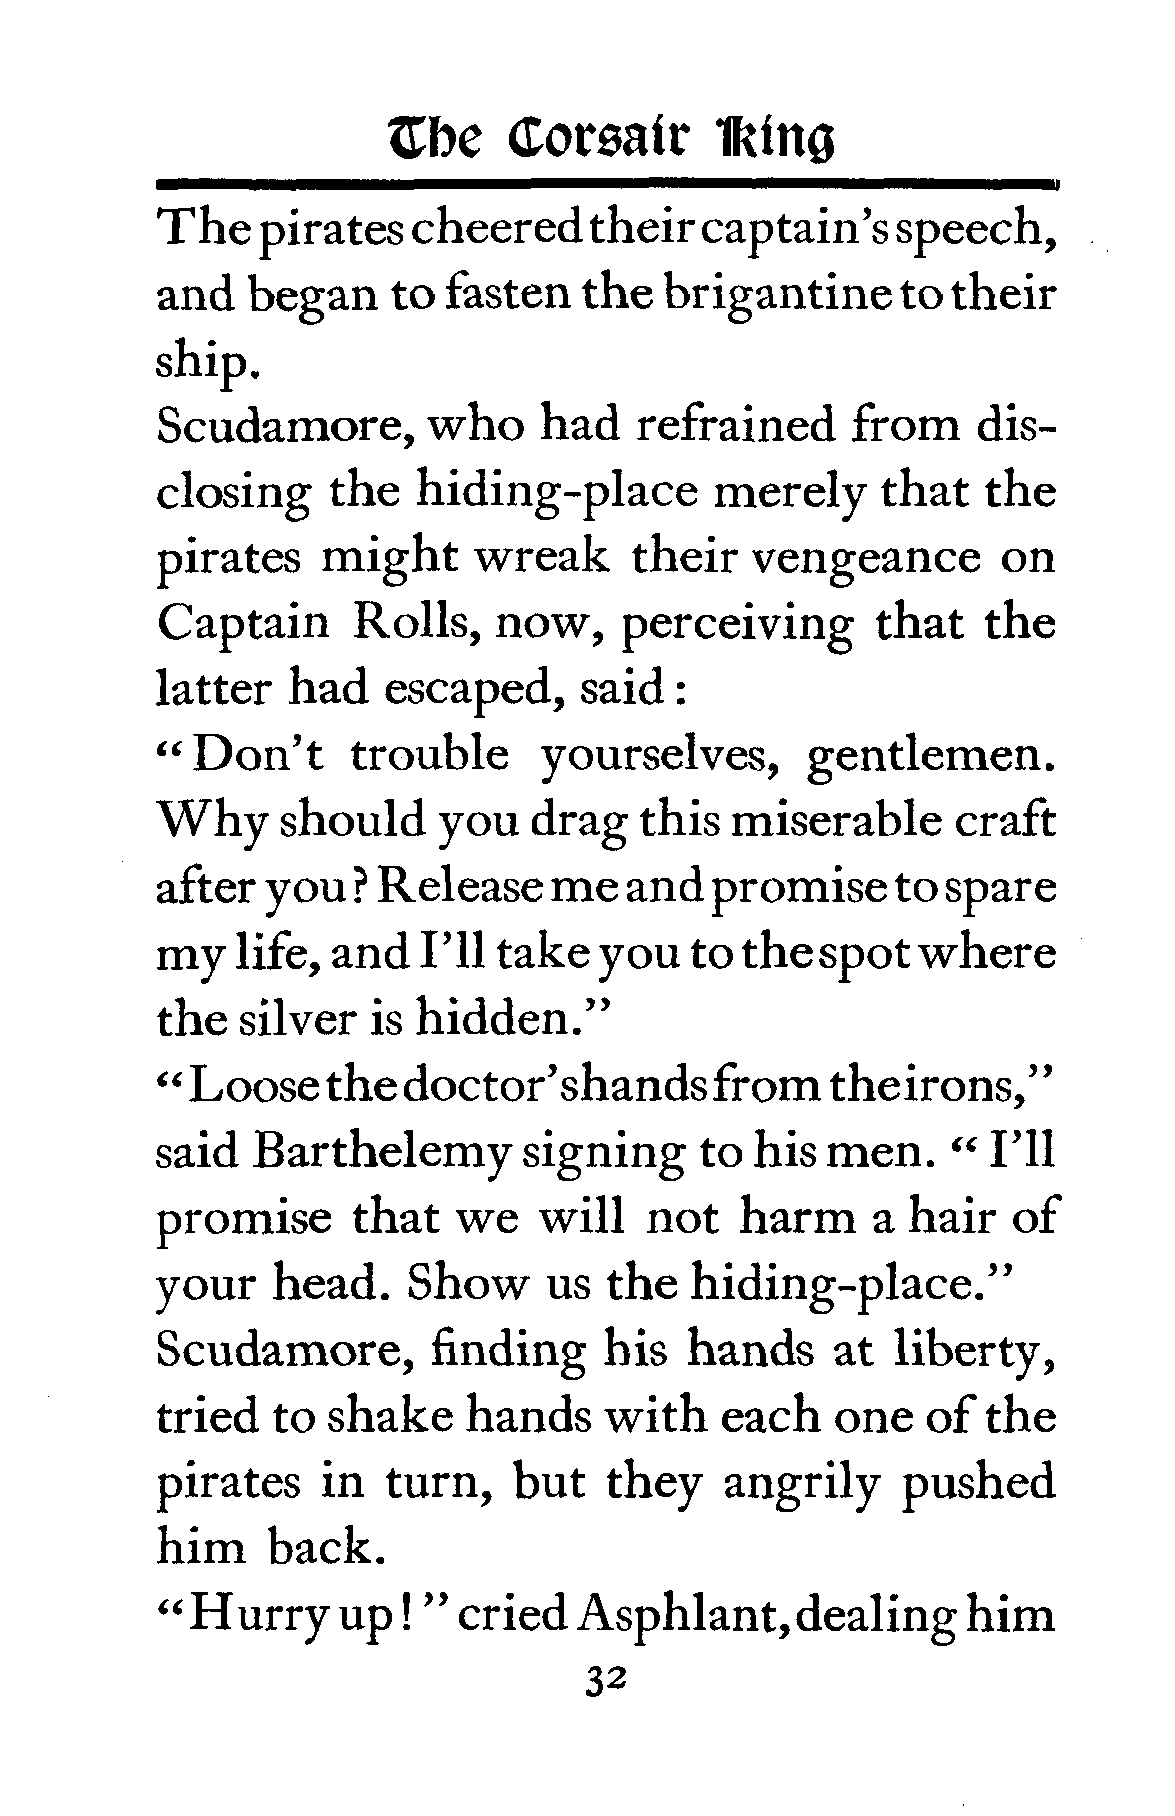 The Corsair King
The pirates cheered their captain's speech,
and began to fasten the brigantine to their
ship.
Scudamore, who had refrained from dis-
closing the hiding-place merely that the
pirates might wreak their vengeance on
Captain Rolls, now, perceiving that the
latter had escaped, said :
“ Don't trouble yourselves, gentlemen.
Why should you drag this miserable craft
after you? Release me and promise to spare
my life, and I'll take you to the spot where
the silver is hidden.”
“ Loose the doctor's hands from the irons,”
said Barthelemy signing to his men. “ I'll
promise that we will not harm a hair of
your head. Show us the hiding-place.”
Scudamore, finding his hands at liberty,
tried to shake hands with each one of the
pirates in turn, but they angrily pushed
him back.
“Hurry up! ” cried Asphlant, dealing him
32